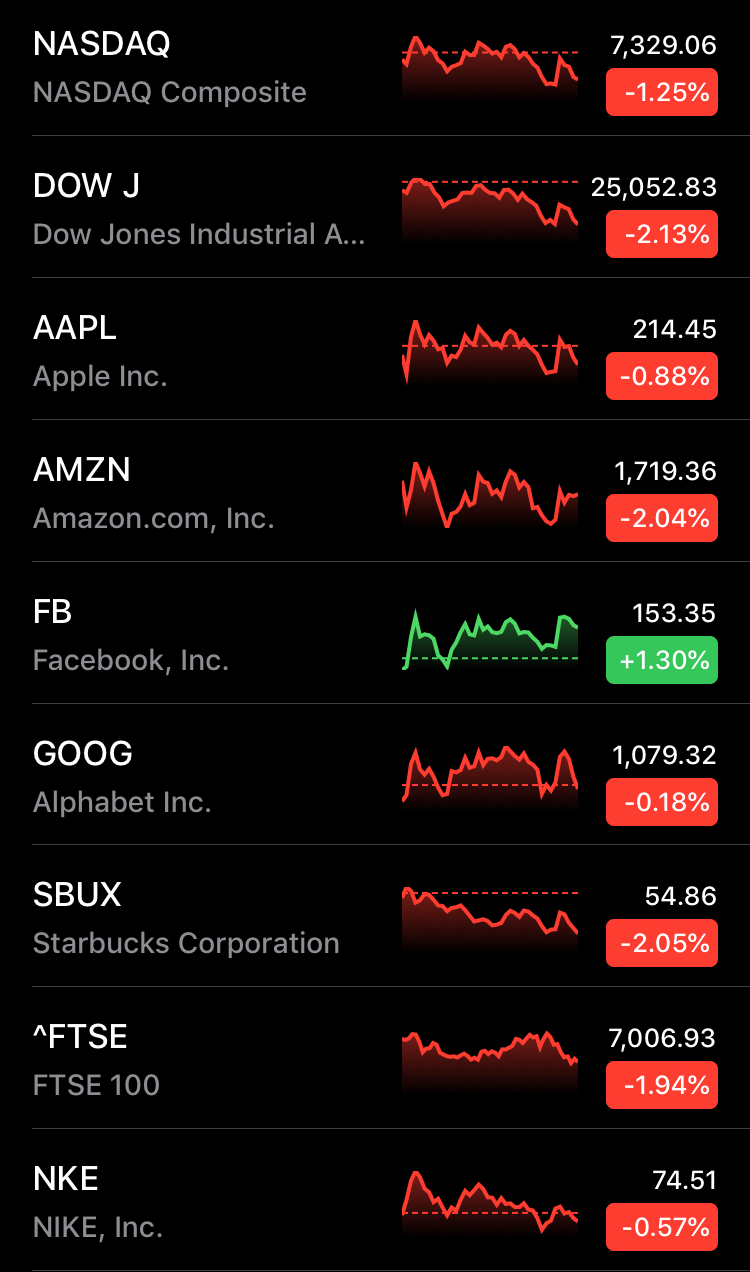 NASDAQ 7,329.06
NASDAQ Composite -1.25%
DOW J 25,052.83
Dow Jones Industrial A... -2.13%
AAPL 214.45
Apple Inc. -0.88%
AMZN 1,719.36
Amazon.com, Inc. -2.04%
FB 153.35
Facebook, Inc. +1.30%
GOOG 1,079.32
Alphabet Inc. -0.18%
SBUX 54.86
Starbucks Corporation -2.05%
^FTSE 7,006.93
FTSE 100 -1.94%
NKE 74.51
NIKE, Inc. -0.57%